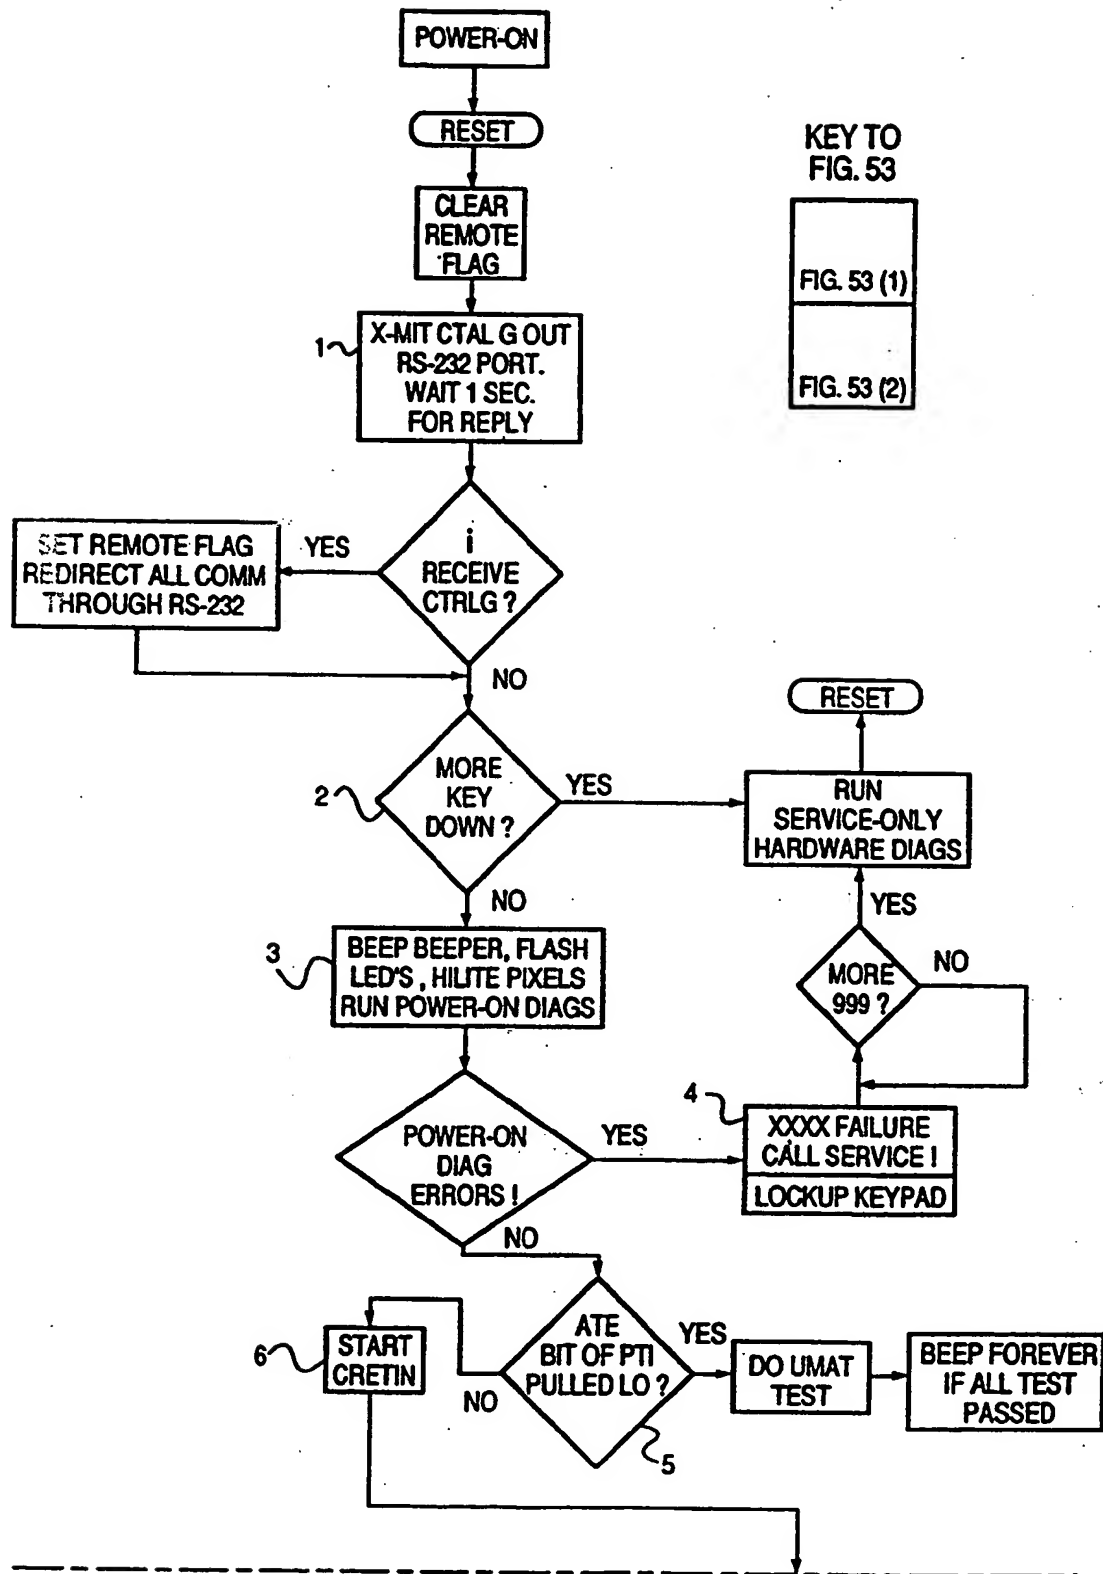 POWER-ON
RESET
KEY TO
FIG. 53
FIG. 53 (1)
FIG. 53 (2)
CLEAR
REMOTE
FLAG
1
X-MIT CTAL G OUT
RS-232 PORT.
WAIT 1 SEC.
FOR REPLY
i
RECEIVE
CTRLG ?
YES
SET REMOTE FLAG
REDIRECT ALL COMM
THROUGH RS-232
NO
2
MORE
KEY
DOWN ?
YES
RESET
RUN
SERVICE-ONLY
HARDWARE DIAGS
YES
MORE
999 ?
NO
NO
3
BEEP BEEPER, FLASH
LED'S , HILITE PIXELS
RUN POWER-ON DIAGS
4
XXXX FAILURE
CALL SERVICE !
LOCKUP KEYPAD
POWER-ON
DIAG
ERRORS !
YES
NO
6
START
CRETIN
ATE
BIT OF PTI
PULLED LO ?
NO
5
YES
DO UMAT
TEST
BEEP FOREVER
IF ALL TEST
PASSED